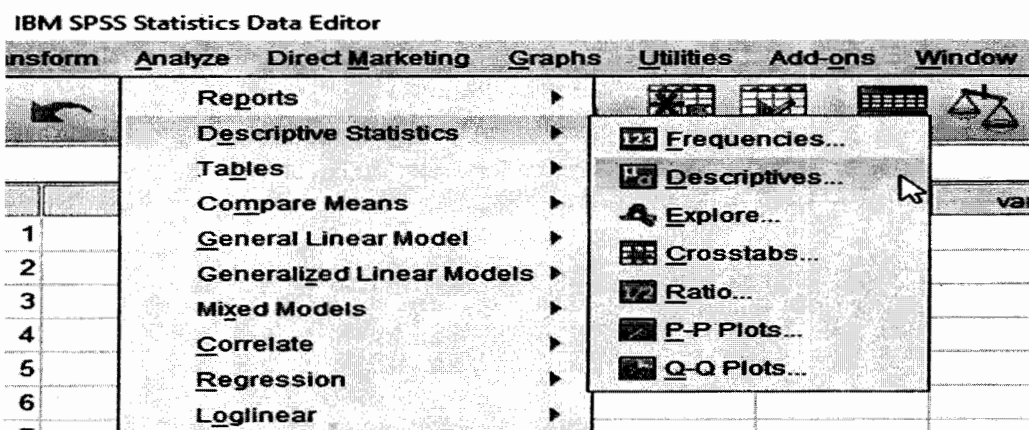 IBM SPSS Statistics Data Editor
ansform Analyze Direct Marketing Graphs Utilities Add-ons Window
Reports
Descriptive Statistics
Tables
Compare Means
General Linear Model
Generalized Linear Models
Mixed Models
Correlate
Regression
Loglinear
Frequencies...
Descriptives...
Explore...
Crosstabs...
Ratio...
P-P Plots...
Q-Q Plots...
var
1
2
3
4
5
6